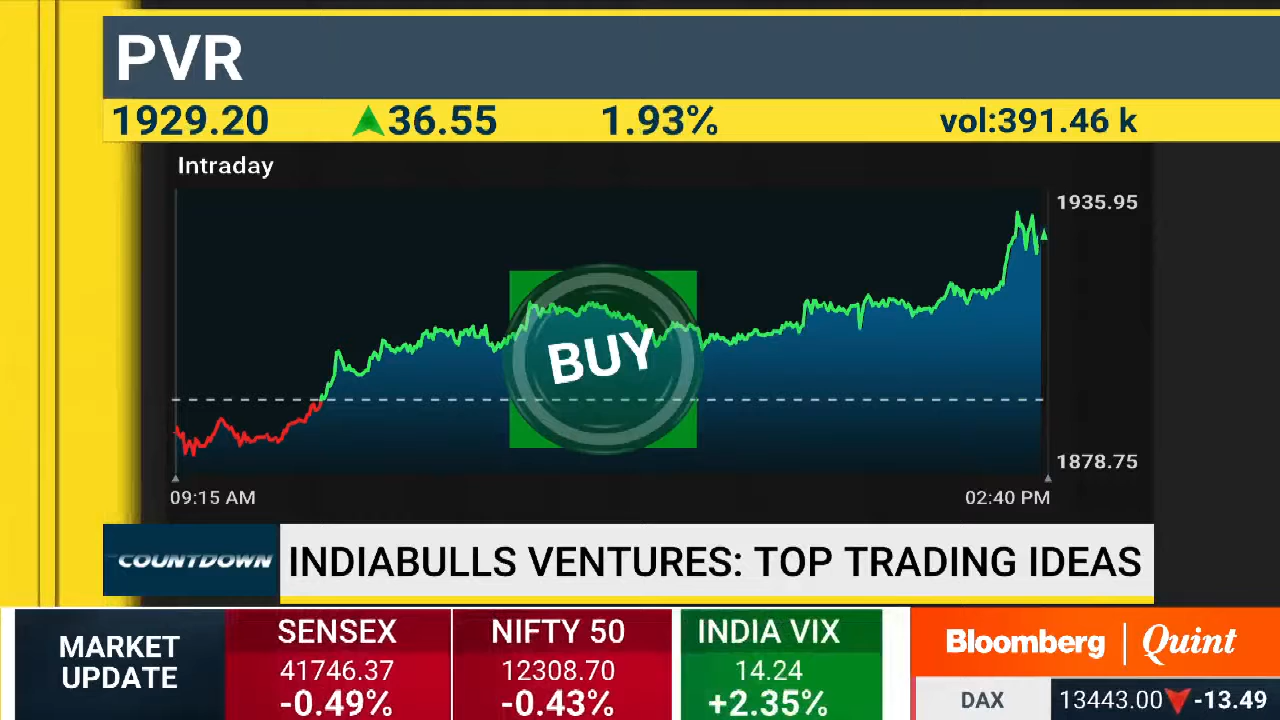 PVR
1929.20 36.55 1.93% vol:391.46 k
Intraday
1935.95
BUY
1878.75
09:15 AM 02:40 PM
COUNTDOWN INDIABULLS VENTURES: TOP TRADING IDEAS
MARKET UPDATE
SENSEX
41746.37
-0.49%
NIFTY 50
12308.70
-0.43%
INDIA VIX
14.24
+2.35%
Bloomberg | Quint
DAX 13443.00 -13.49